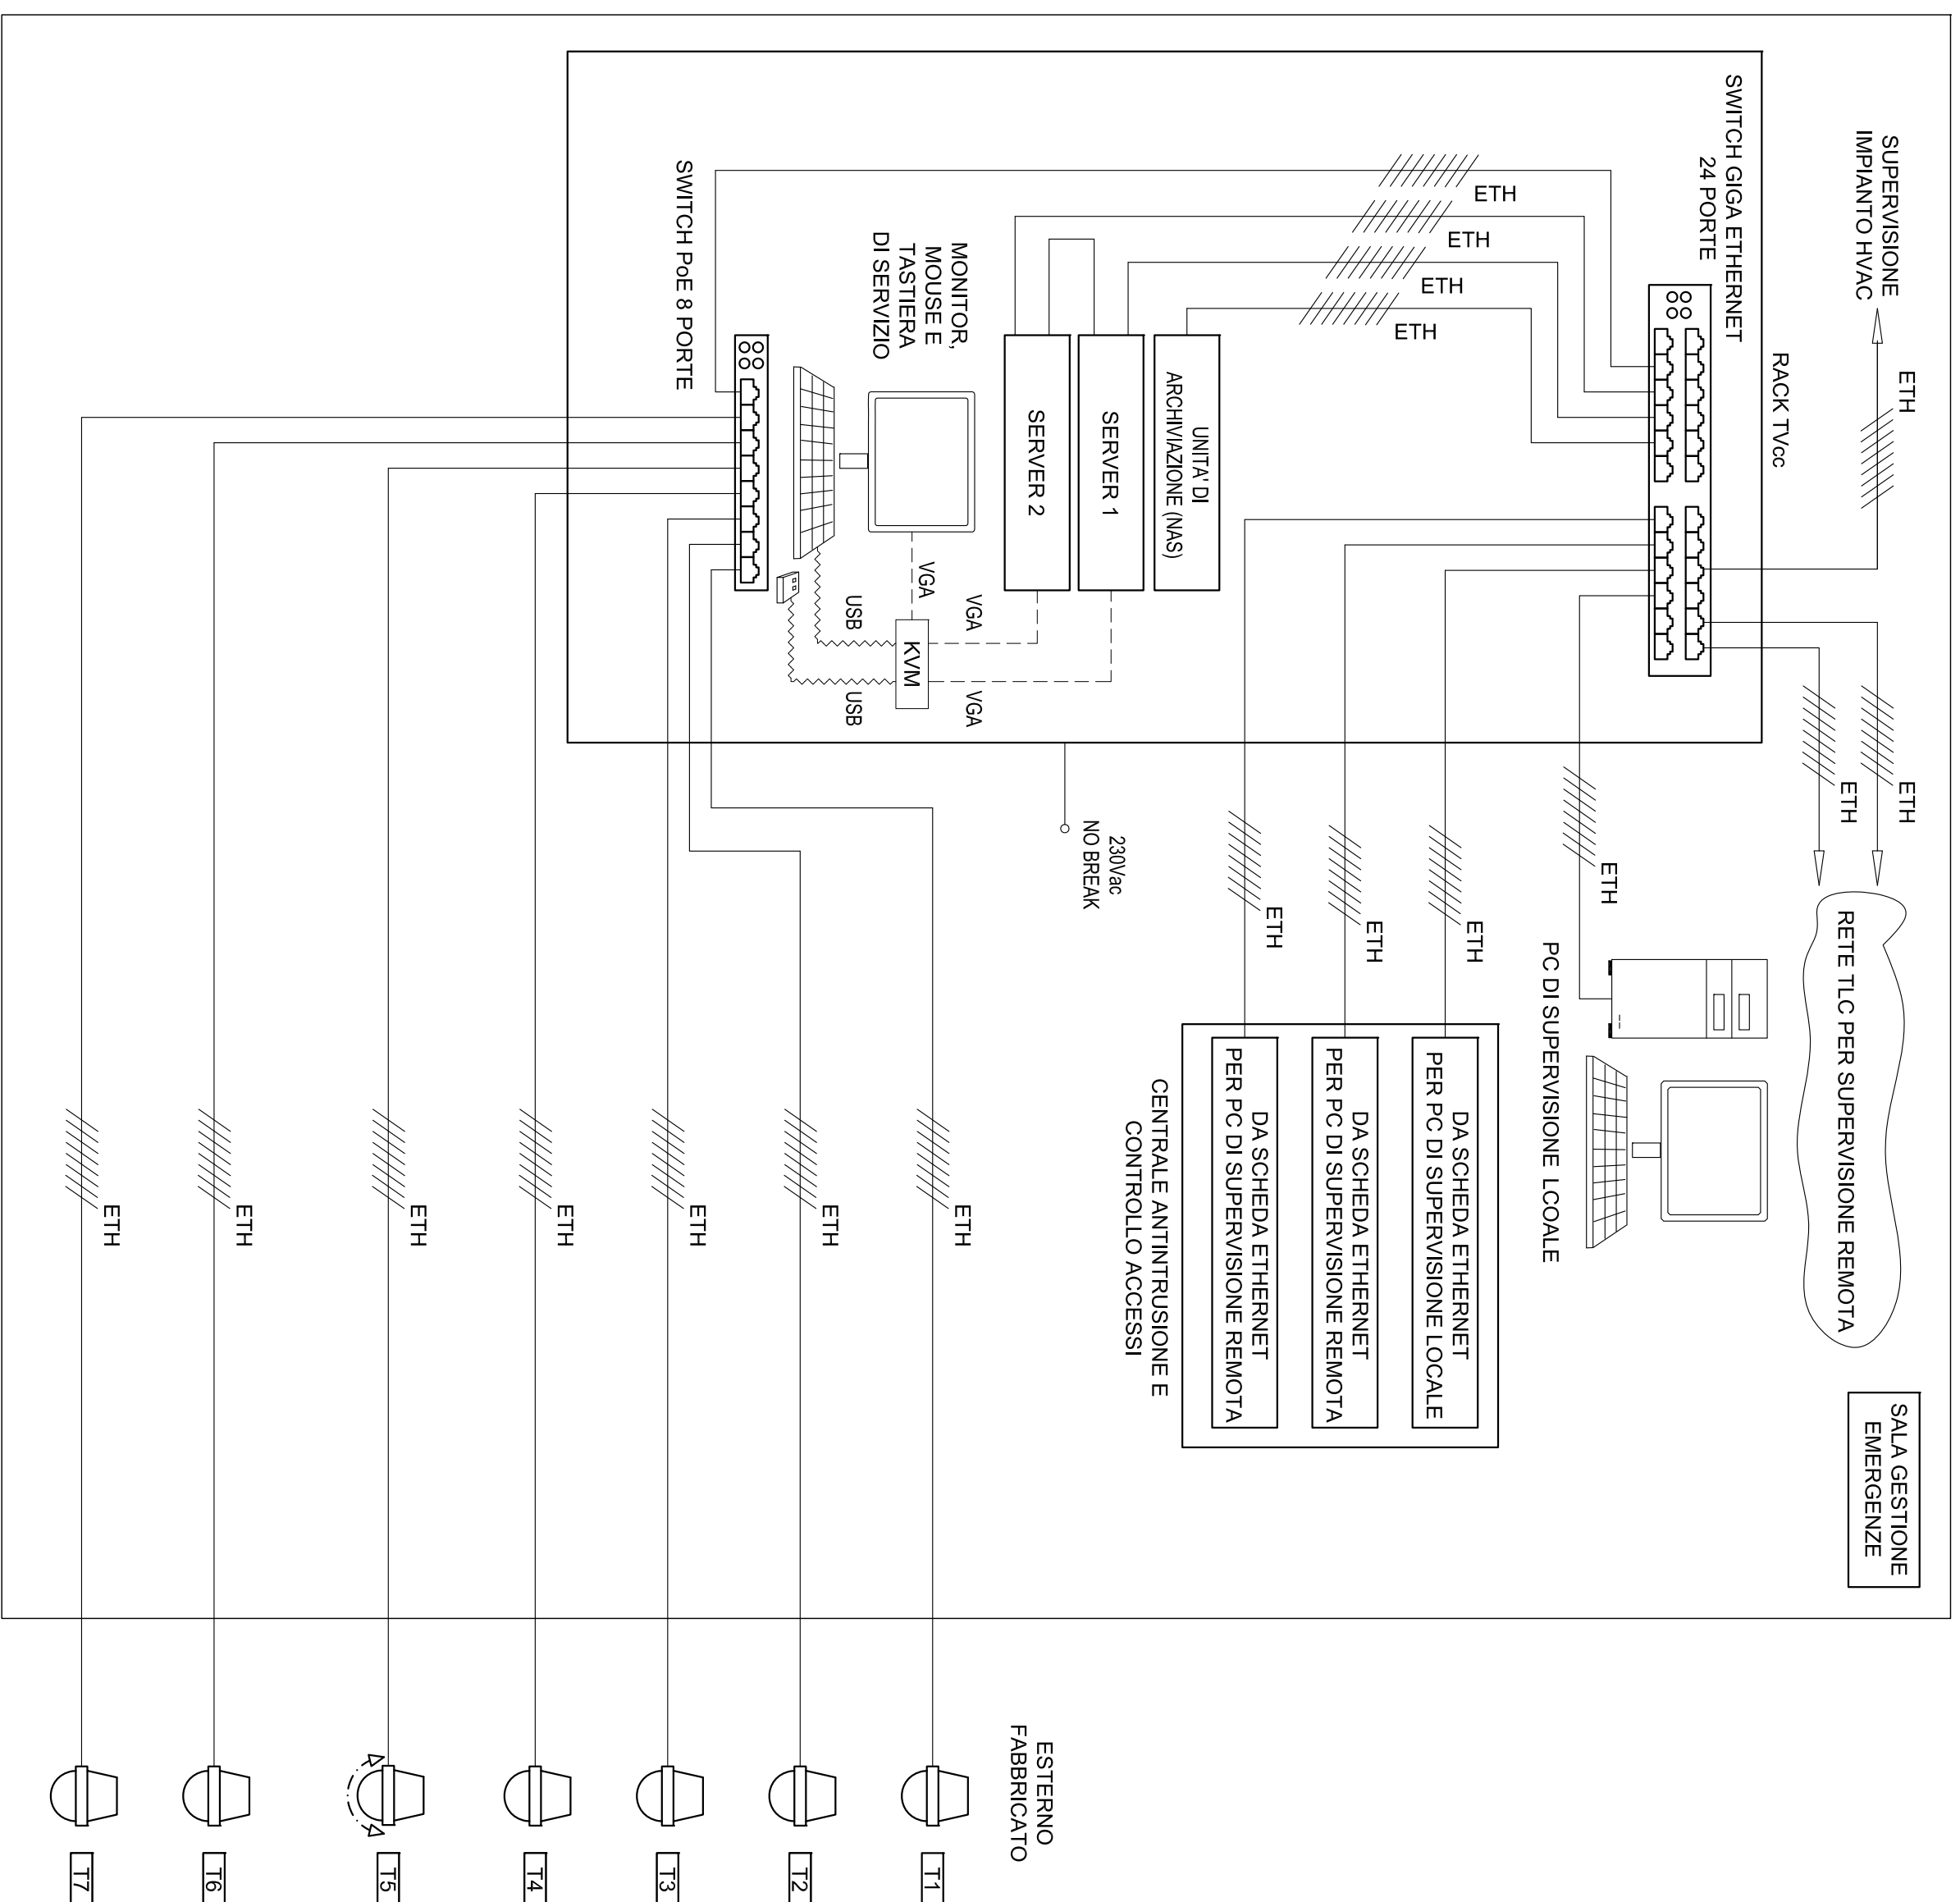 SUPERVISIONE
IMPIANTO HVAC
ETH
ETH
ETH
RETE TLC PER SUPERVISIONE REMOTA
SALA GESTIONE
EMERGENZE
RACK TVcc
SWITCH GIGA ETHERNET
24 PORTE
ETH
ETH
ETH
ETH
ETH
PC DI SUPERVISIONE LCOALE
UNITA' DI
ARCHIVIAZIONE (NAS)
SERVER 1
SERVER 2
MONITOR,
MOUSE E
TASTIERA
DI SERVIZIO
VGA
VGA
VGA
KVM
USB
USB
SWITCH PoE 8 PORTE
230Vac
NO BREAK
ETH
ETH
ETH
DA SCHEDA ETHERNET
PER PC DI SUPERVISIONE LOCALE
DA SCHEDA ETHERNET
PER PC DI SUPERVISIONE REMOTA
DA SCHEDA ETHERNET
PER PC DI SUPERVISIONE REMOTA
CENTRALE ANTINTRUSIONE E
CONTROLLO ACCESSI
ETH
ETH
ETH
ETH
ETH
ETH
ETH
ESTERNO
FABBRICATO
T1
T2
T3
T4
T5
T6
T7